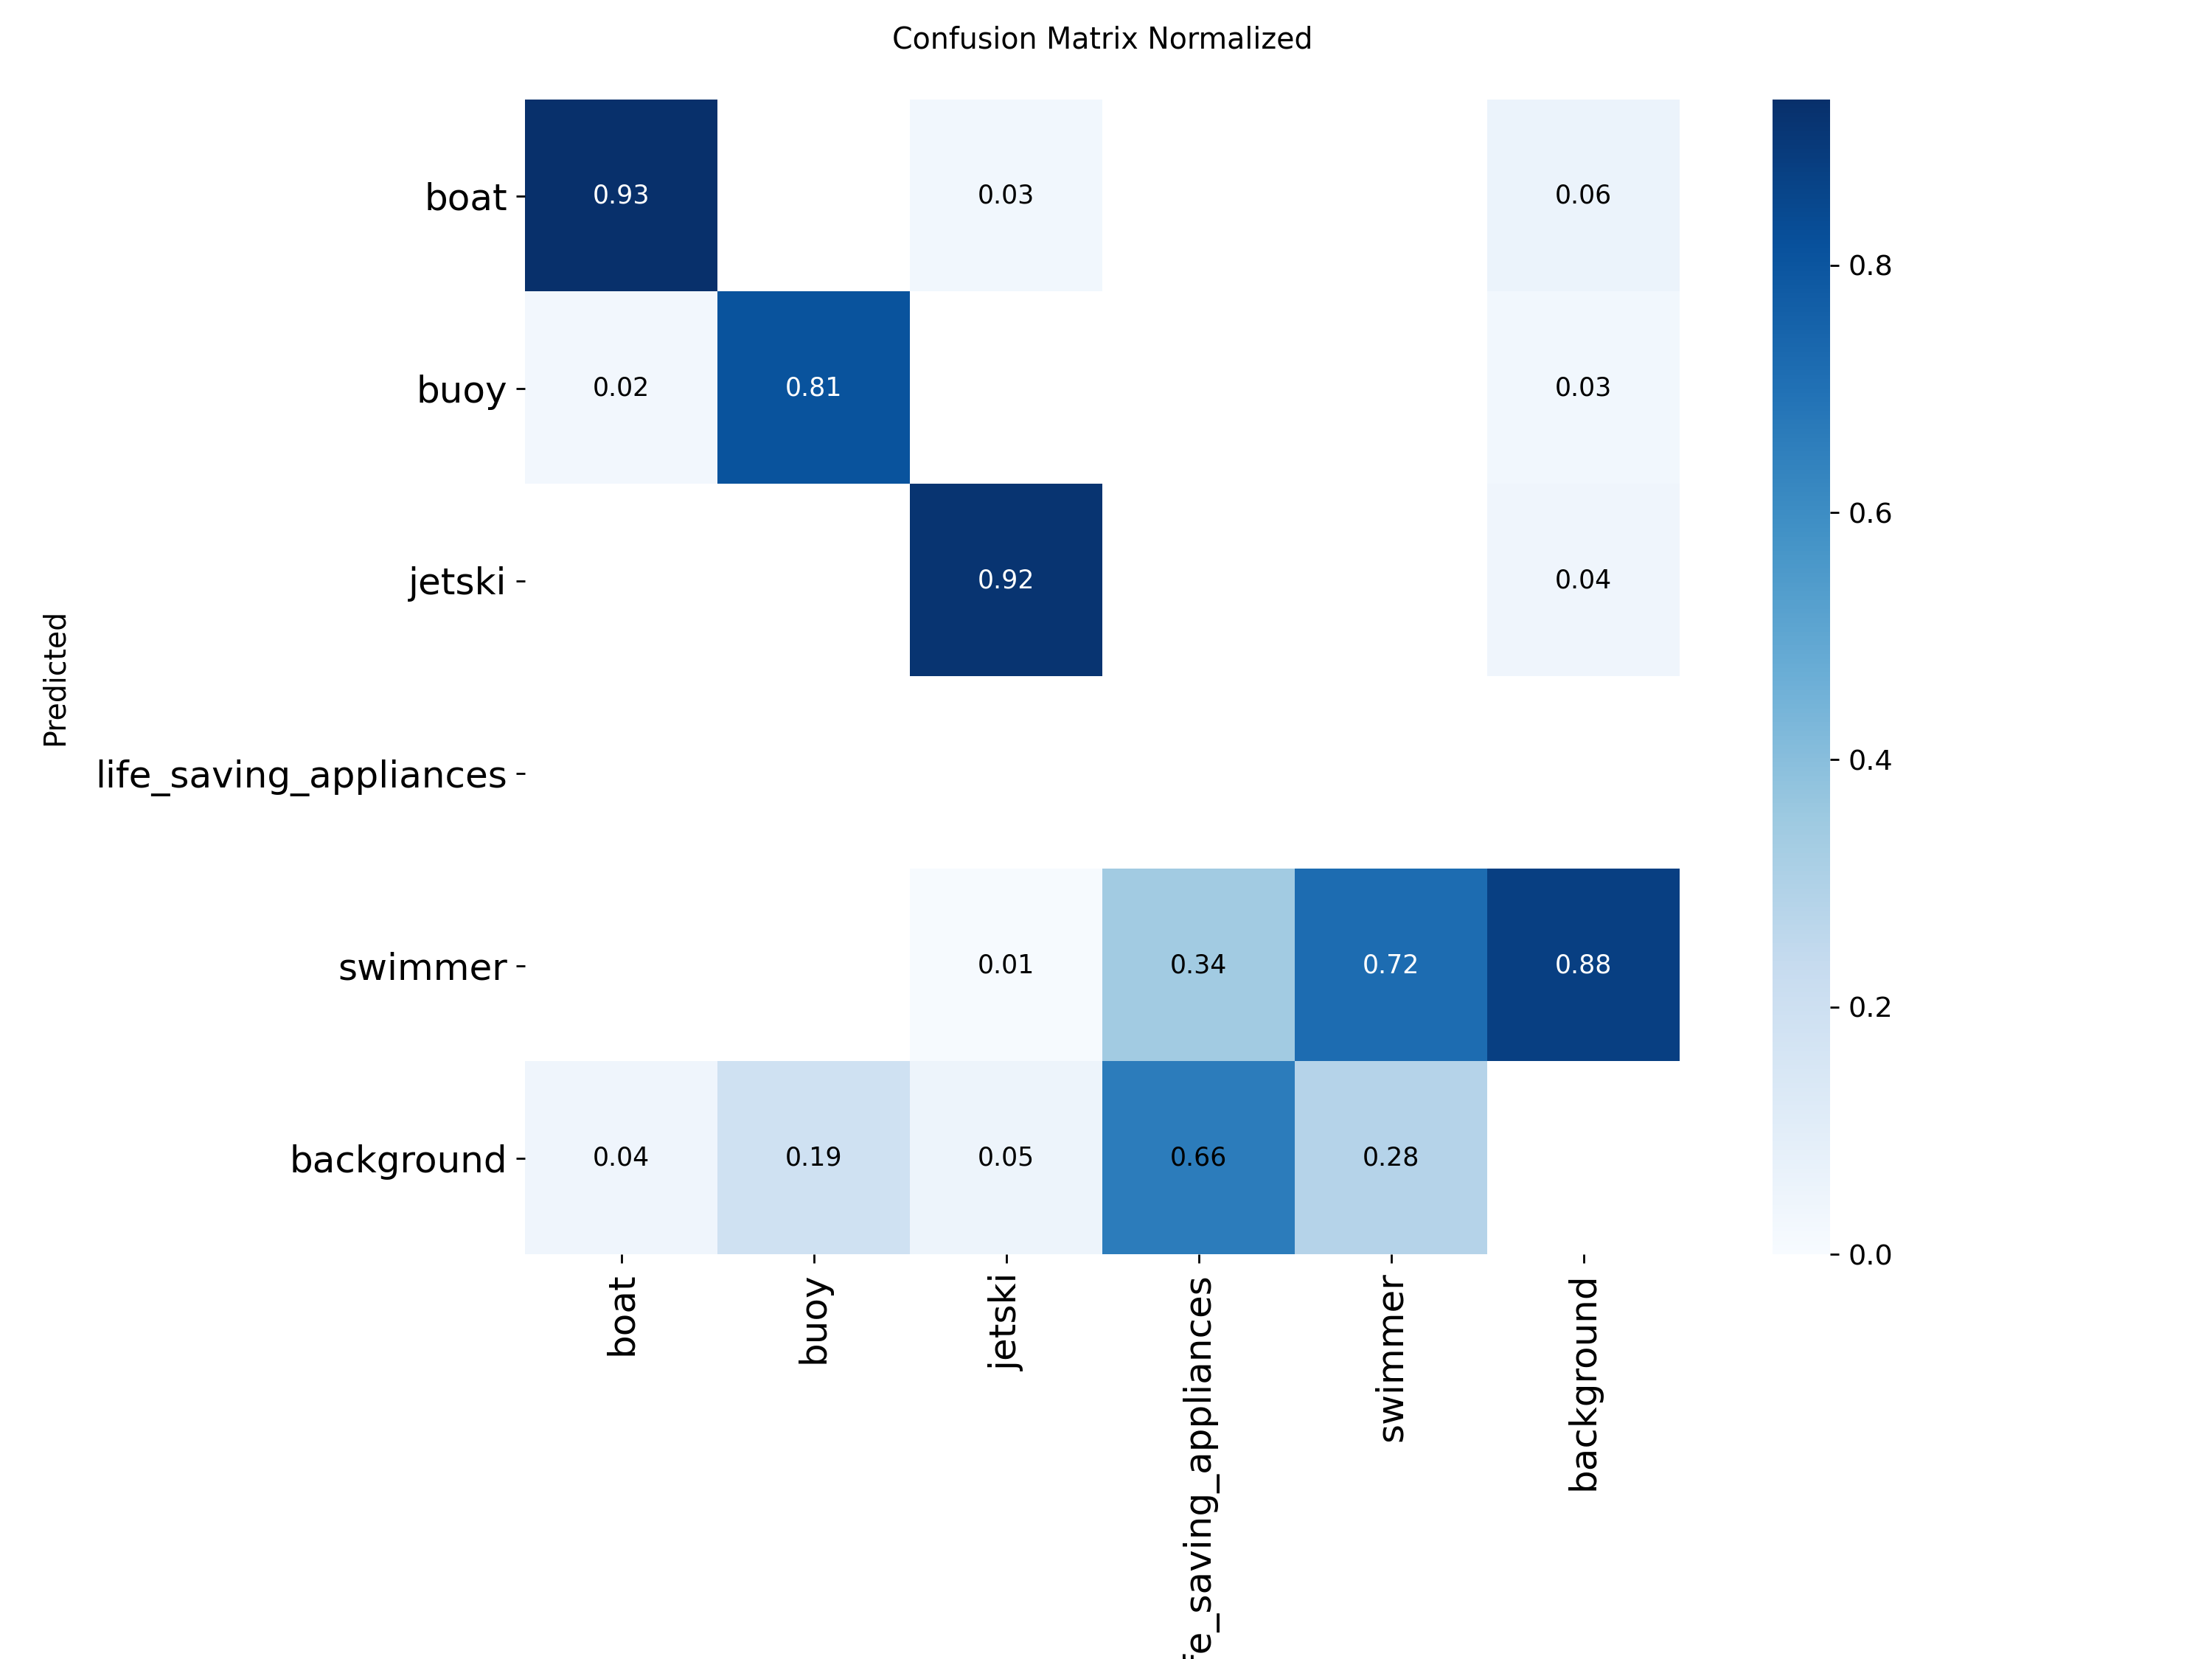 Confusion Matrix Normalized
boat
0.93
0.03
0.06
buoy
0.02
0.81
0.03
jetski
0.92
0.04
life_saving_appliances
swimmer
0.01
0.34
0.72
0.88
background
0.04
0.19
0.05
0.66
0.28
Predicted
boat
buoy
jetski
fe_saving_appliances
swimmer
background
0.8
0.6
0.4
0.2
0.0